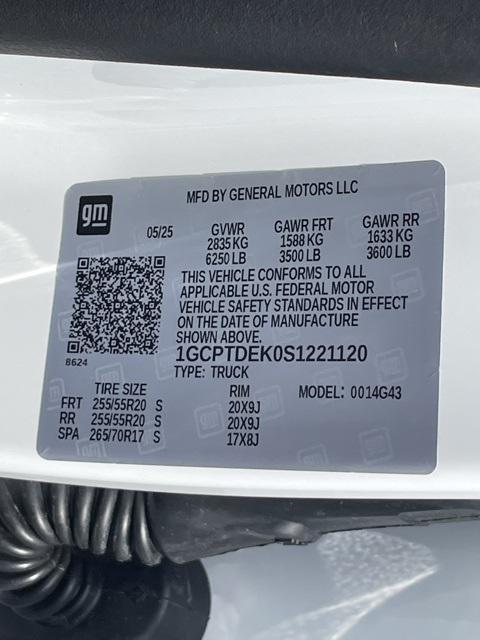 gm
MFD BY GENERAL MOTORS LLC
05/25 GVWR GAWR FRT GAWR RR
2835 KG 1588 KG 1633 KG
6250 LB 3500 LB 3600 LB
THIS VEHICLE CONFORMS TO ALL
APPLICABLE U.S. FEDERAL MOTOR
VEHICLE SAFETY STANDARDS IN EFFECT
ON THE DATE OF MANUFACTURE
SHOWN ABOVE.
8624
1GCPTDEK0S1221120
TYPE: TRUCK
TIRE SIZE RIM MODEL: 0014G43
FRT 255/55R20 S 20X9J
RR 255/55R20 S 20X9J
SPA 265/70R17 S 17X8J